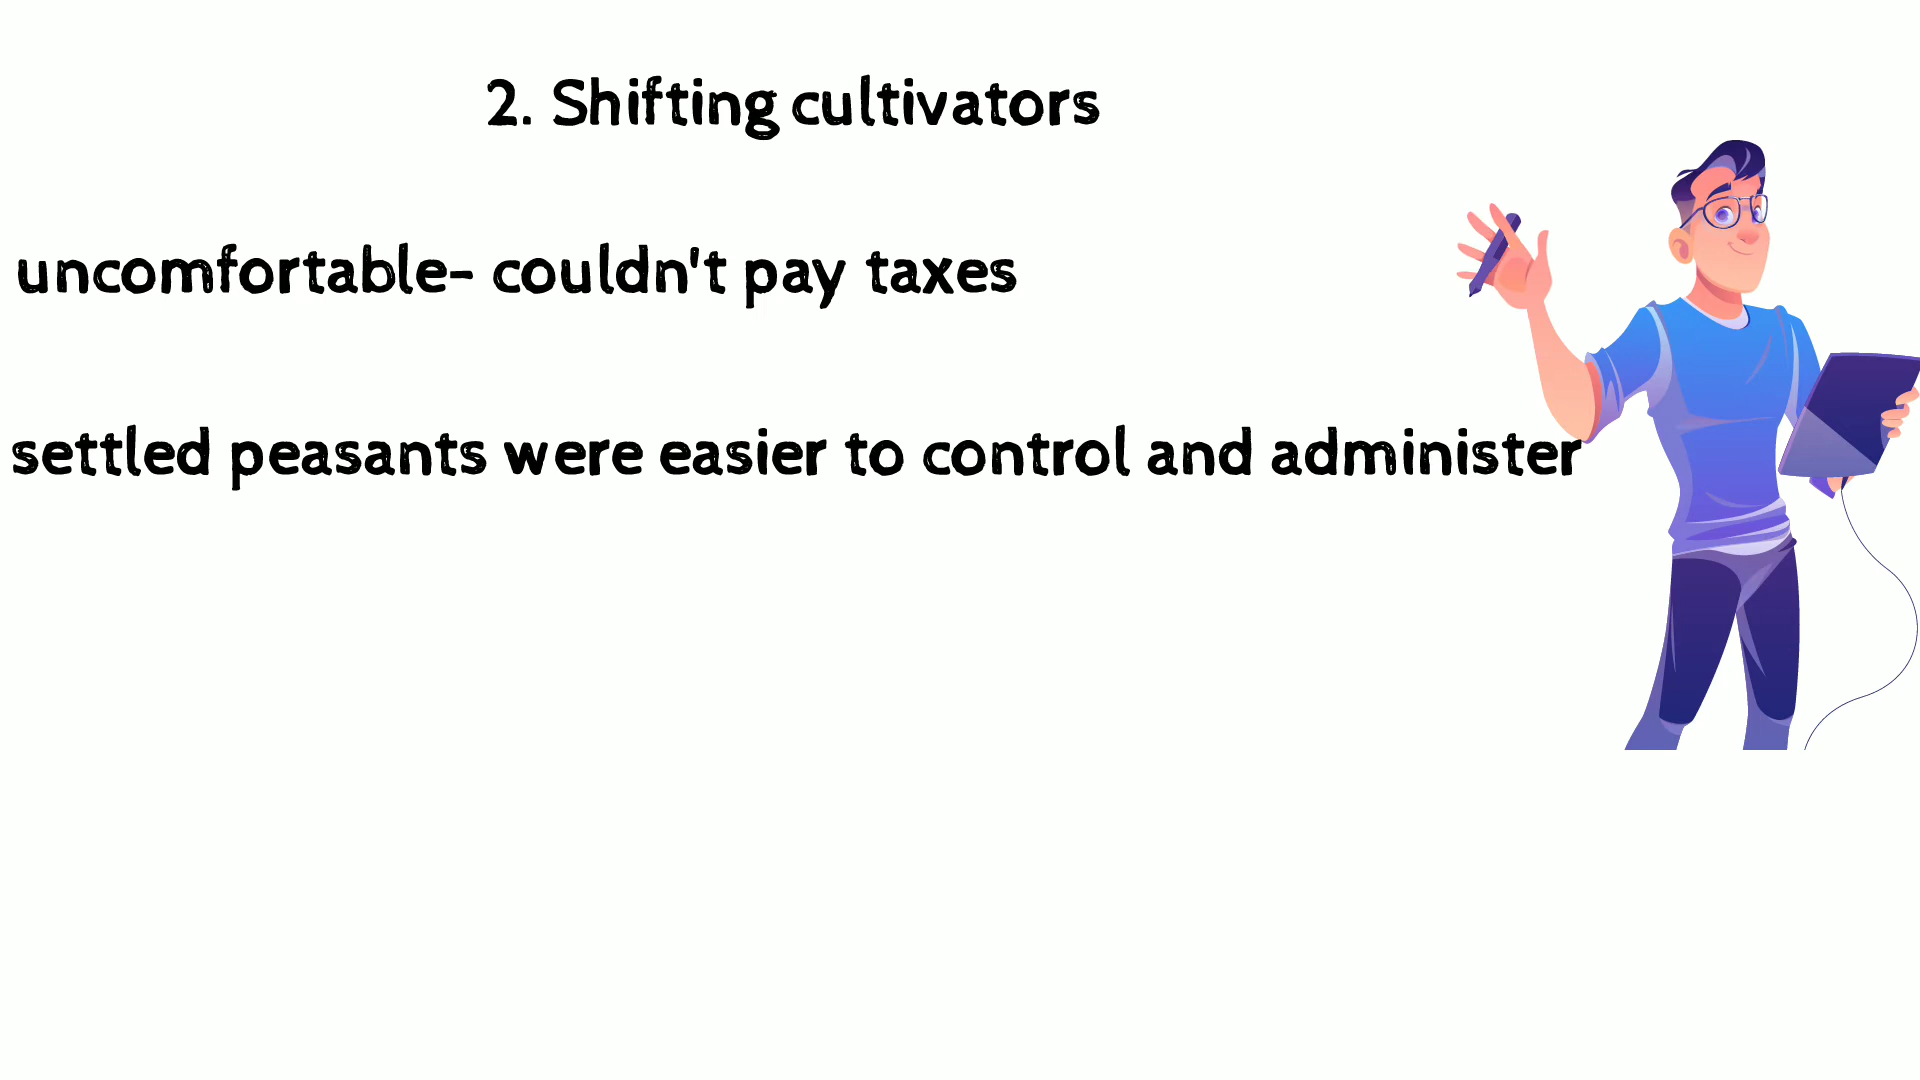 2. Shifting cultivators
uncomfortable- couldn't pay taxes
settled peasants were easier to control and administer